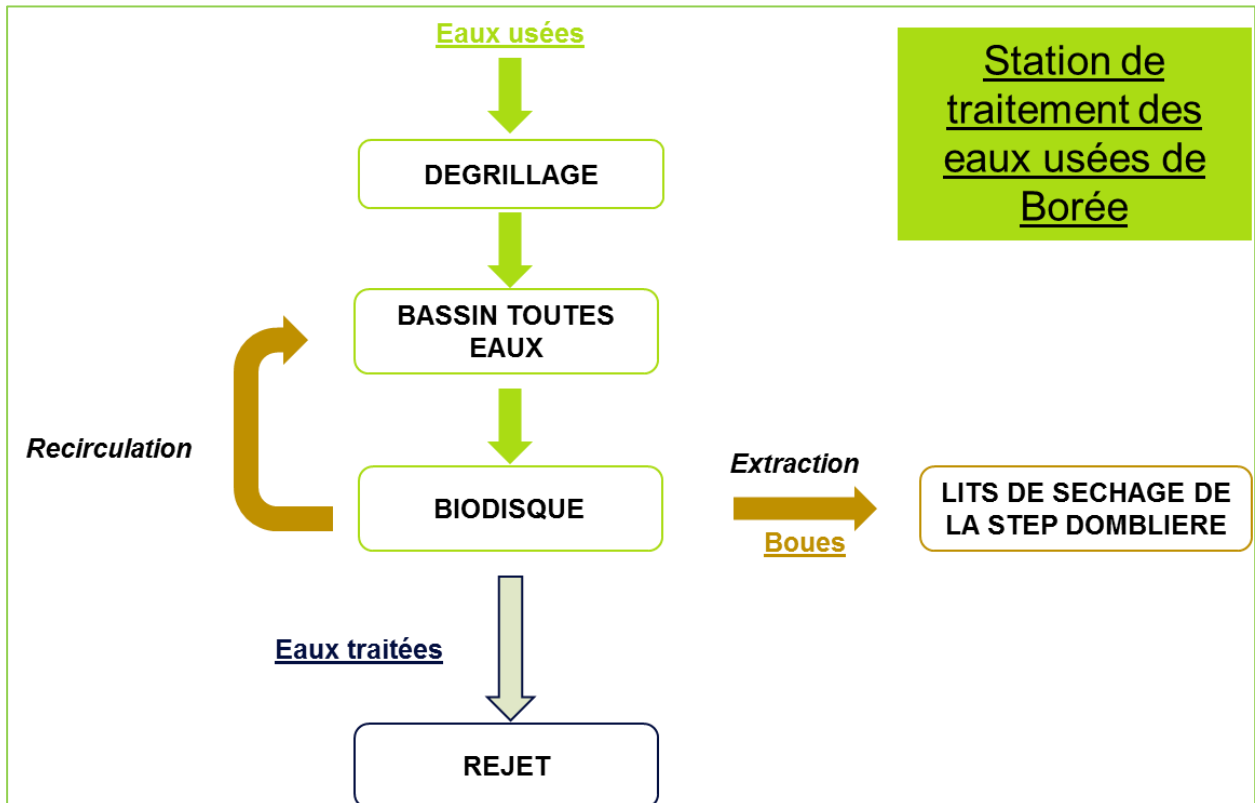 Eaux usées
Station de
traitement des
eaux usées de
Borée
DEGRILLAGE
BASSIN TOUTES
EAUX
Recirculation
BIODISQUE
Extraction
Boues
LITS DE SECHAGE DE
LA STEP DOMBLIERE
Eaux traitées
REJET